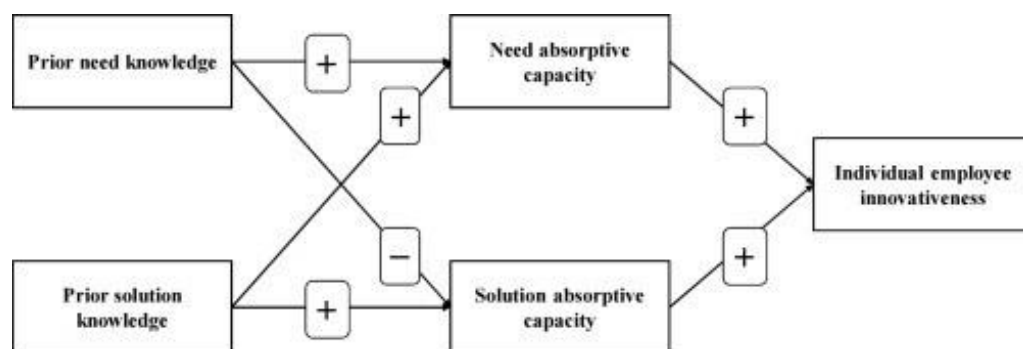 Prior need knowledge
+
Need absorptive
capacity
+
+
Individual employee
innovativeness
−
+
Prior solution
knowledge
+
Solution absorptive
capacity